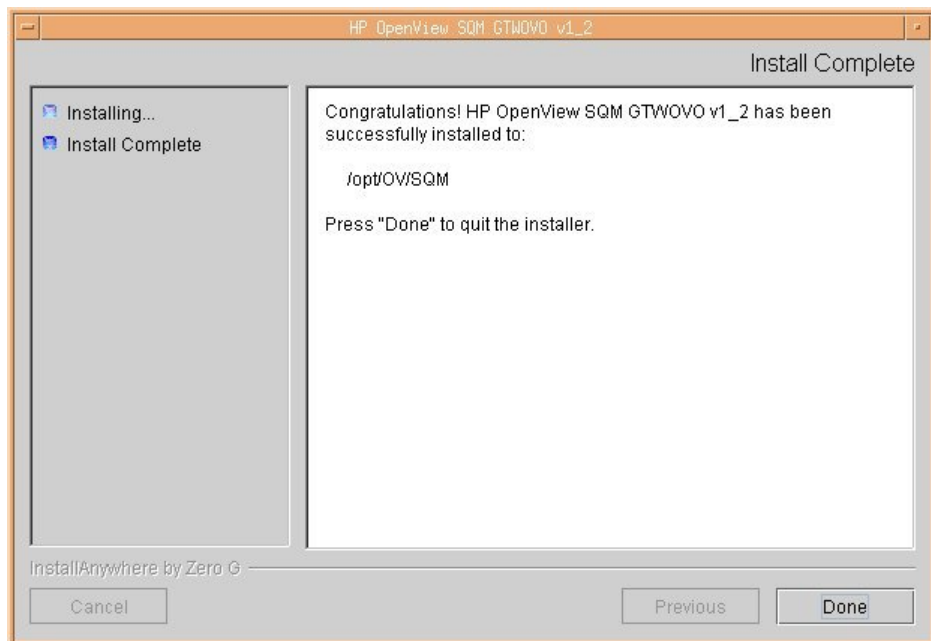 HP OpenView SQM GTWOVO v1_2
Install Complete
Installing...
Install Complete
Congratulations! HP OpenView SQM GTWOVO v1_2 has been
successfully installed to:
/opt/OV/SQM
Press "Done" to quit the installer.
InstallAnywhere by Zero G
Cancel
Previous
Done